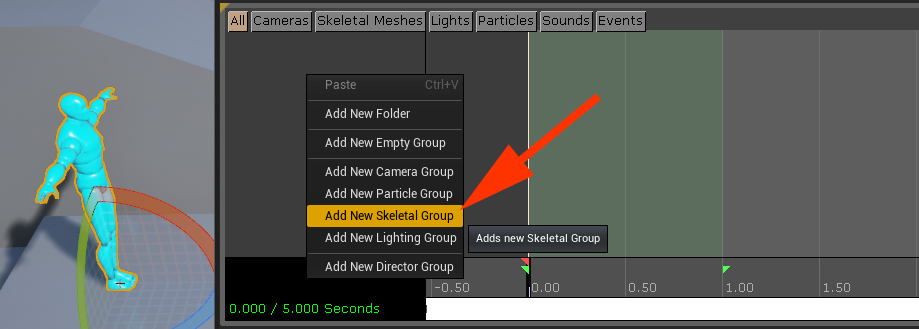 All Cameras Skeletal Meshes Lights Particles Sounds Events
Paste Ctrl+V
Add New Folder
Add New Empty Group
Add New Camera Group
Add New Particle Group
Add New Skeletal Group
Add New Lighting Group
Adds new Skeletal Group
Add New Director Group
-0.50 0.00 0.50 1.00 1.50
0.000 / 5.000 Seconds